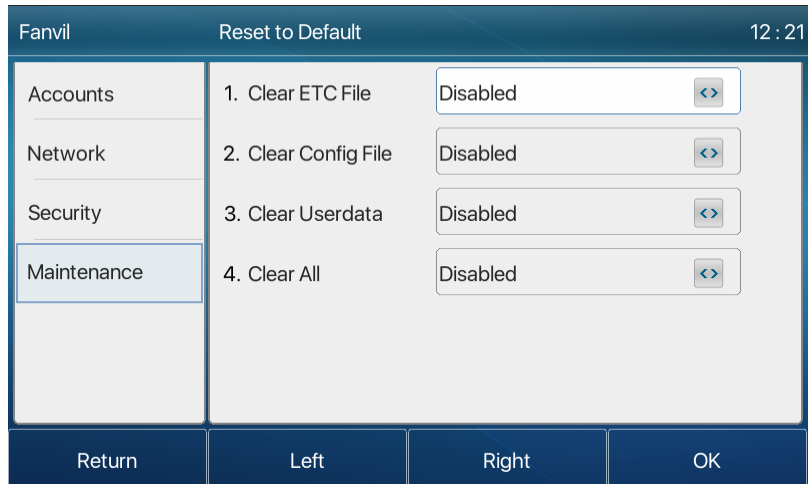 Fanvil Reset to Default 12 : 21
Accounts
Network
Security
Maintenance
1. Clear ETC File Disabled <>
2. Clear Config File Disabled <>
3. Clear Userdata Disabled <>
4. Clear All Disabled <>
Return Left Right OK